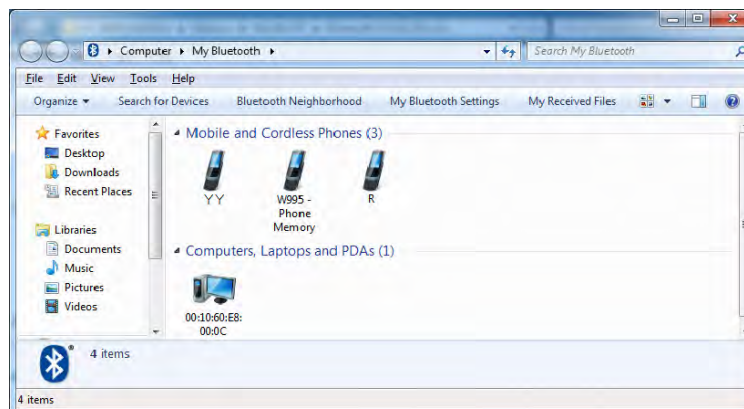 Computer ▸ My Bluetooth ▸
Search My Bluetooth
File Edit View Tools Help
Organize Search for Devices Bluetooth Neighborhood My Bluetooth Settings My Received Files
Favorites
Desktop
Downloads
Recent Places
Libraries
Documents
Music
Pictures
Videos
Mobile and Cordless Phones (3)
Y Y
W995 -
Phone
Memory
R
Computers, Laptops and PDAs (1)
00:10:60:E8:
00:0C
4 items
4 items